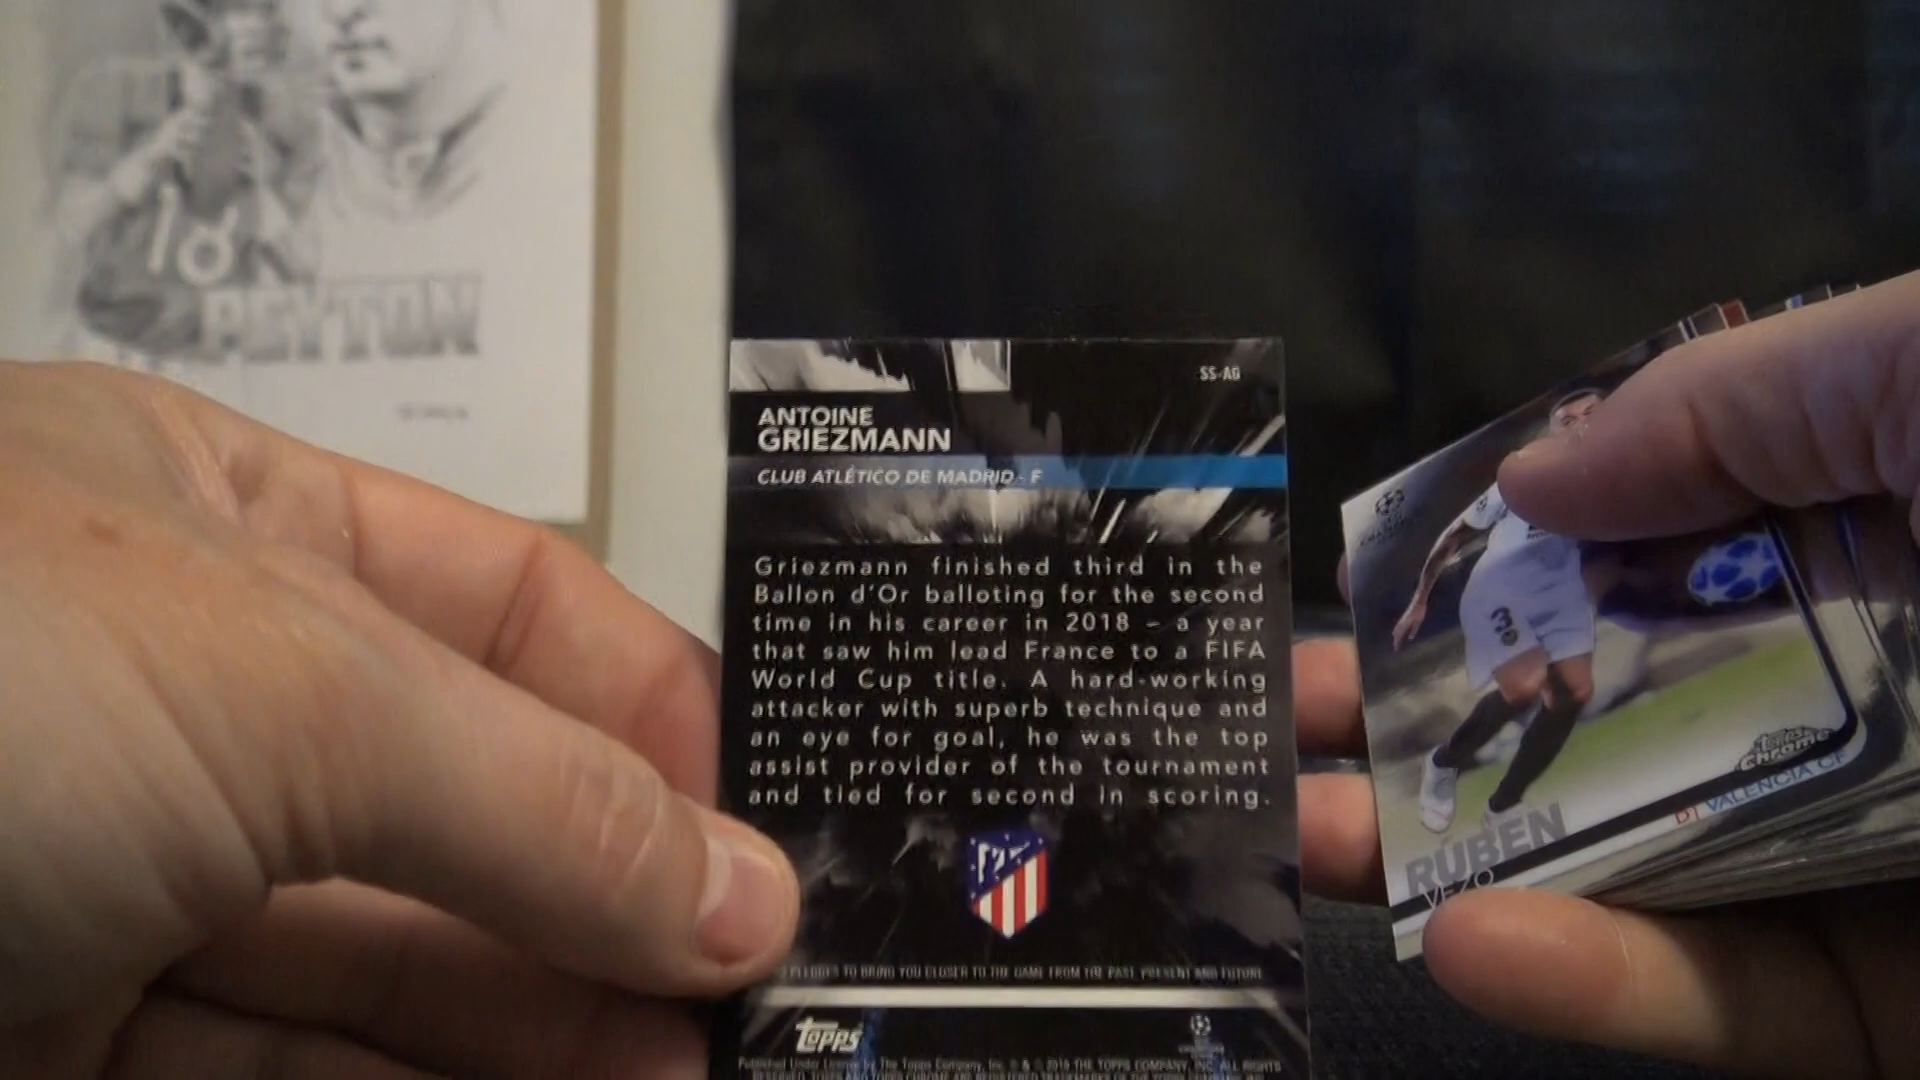 16
PEYTON
SS-AG
ANTOINE
GRIEZMANN
CLUB ATLÉTICO DE MADRID - F
Griezmann finished third in the
Ballon d'Or balloting for the second
time in his career in 2018 – a year
that saw him lead France to a FIFA
World Cup title. A hard-working
attacker with superb technique and
an eye for goal, he was the top
assist provider of the tournament
and tied for second in scoring.
PLEDGES TO BRING YOU CLOSER TO THE GAME FROM THE PAST, PRESENT AND FUTURE
Topps
Published Under License by The Topps Company, Inc. ® & © 2019 THE TOPPS COMPANY, INC. ALL RIGHTS
RESERVED. TOPPS AND TOPPS CHROME ARE REGISTERED TRADEMARKS OF THE TOPPS COMPANY, INC.
3
Topps
Chrome
D| VALENCIA CF
RÚBEN
VEZO